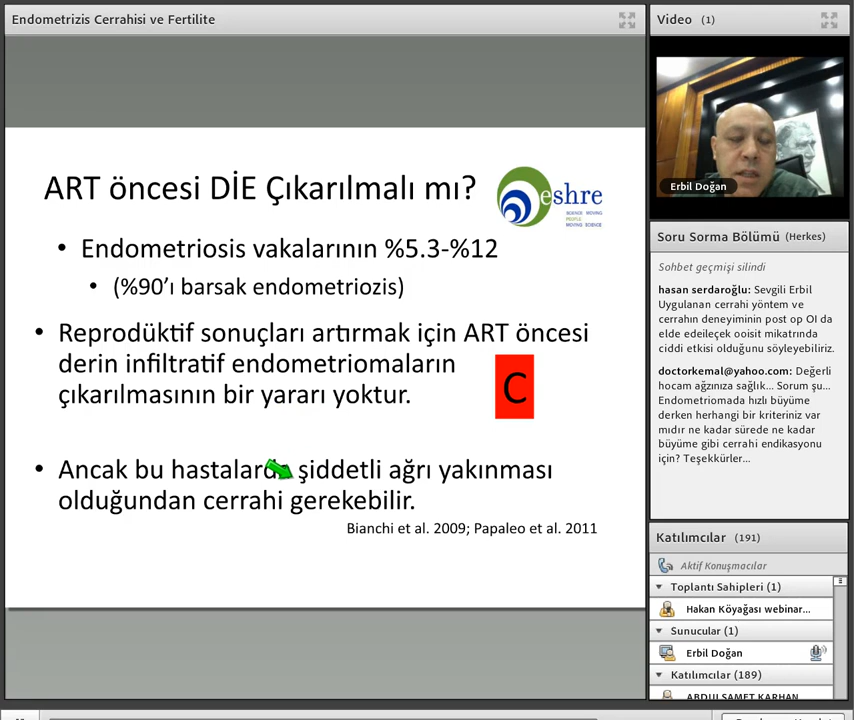 Endometrizis Cerrahisi ve Fertilite
ART öncesi DİE Çıkarılmalı mı?
eshre
AGENCE MOVING
PEOPLE
MOVING SCIENCE
• Endometriosis vakalarının %5.3-%12
• (%90’ı barsak endometriozis)
• Reprodüktif sonuçları artırmak için ART öncesi
derin infiltratif endometriomaların
çıkarılmasının bir yararı yoktur.
C
• Ancak bu hastalarda şiddetli ağrı yakınması
olduğundan cerrahi gerekebilir.
Bianchi et al. 2009; Papaleo et al. 2011
Video (1)
Erbil Doğan
Soru Sorma Bölümü (Herkes)
Sohbet geçmişi silindi
hasan serdaroğlu: Sevgili Erbil
Uygulanan cerrahi yöntem ve
cerrahın deneyiminin post op OI da
elde edileçek ooisit mikatrında
ciddi etkisi olduğunu söyleyebiliriz.
doctorkemal@yahoo.com: Değerli
hocam ağzınıza sağlık... Sorum şu...
Endometriomada hızlı büyüme
derken herhangi bir kriteriniz var
mıdır ne kadar sürede ne kadar
büyüme gibi cerrahi endikasyonu
için? Teşekkürler...
Katılımcılar (191)
Aktif Konuşmacılar
Toplantı Sahipleri (1)
Hakan Köyağası webinar...
Sunucular (1)
Erbil Doğan
Katılımcılar (189)
ABDULSAMET KARHAN